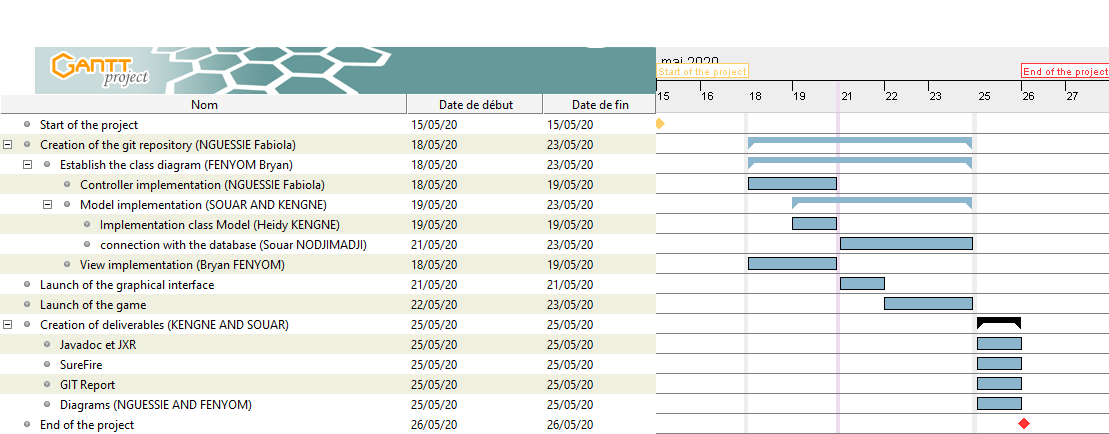 GANTT
project
mai 2020
Start of the project
End of the project
15 16 18 19 21 22 23 25 26 27
Nom Date de début Date de fin
Start of the project 15/05/20 15/05/20
Creation of the git repository (NGUESSIE Fabiola) 18/05/20 23/05/20
Establish the class diagram (FENYOM Bryan) 18/05/20 23/05/20
Controller implementation (NGUESSIE Fabiola) 18/05/20 19/05/20
Model implementation (SOUAR AND KENGNE) 19/05/20 23/05/20
Implementation class Model (Heidy KENGNE) 19/05/20 19/05/20
connection with the database (Souar NODJIMADJI) 21/05/20 23/05/20
View implementation (Bryan FENYOM) 18/05/20 19/05/20
Launch of the graphical interface 21/05/20 21/05/20
Launch of the game 22/05/20 23/05/20
Creation of deliverables (KENGNE AND SOUAR) 25/05/20 25/05/20
Javadoc et JXR 25/05/20 25/05/20
SureFire 25/05/20 25/05/20
GIT Report 25/05/20 25/05/20
Diagrams (NGUESSIE AND FENYOM) 25/05/20 25/05/20
End of the project 26/05/20 26/05/20